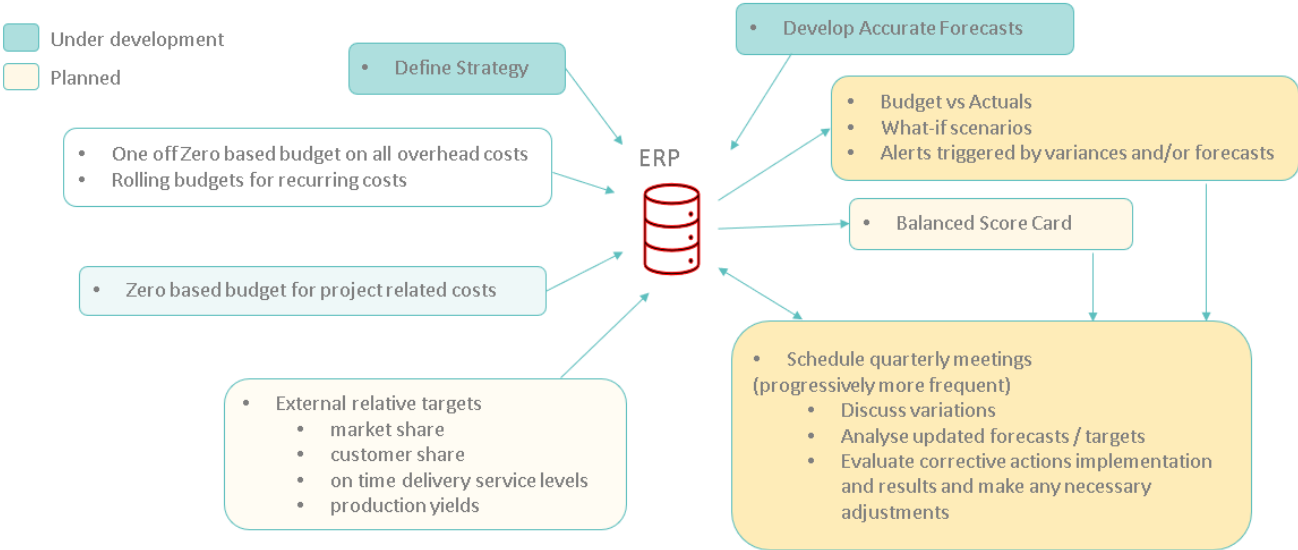 Under development
Planned
• Define Strategy
• Develop Accurate Forecasts
• One off Zero based budget on all overhead costs
• Rolling budgets for recurring costs
ERP
• Budget vs Actuals
• What-if scenarios
• Alerts triggered by variances and/or forecasts
• Balanced Score Card
• Zero based budget for project related costs
• External relative targets
• market share
• customer share
• on time delivery service levels
• production yields
• Schedule quarterly meetings
(progressively more frequent)
• Discuss variations
• Analyse updated forecasts / targets
• Evaluate corrective actions implementation
and results and make any necessary
adjustments